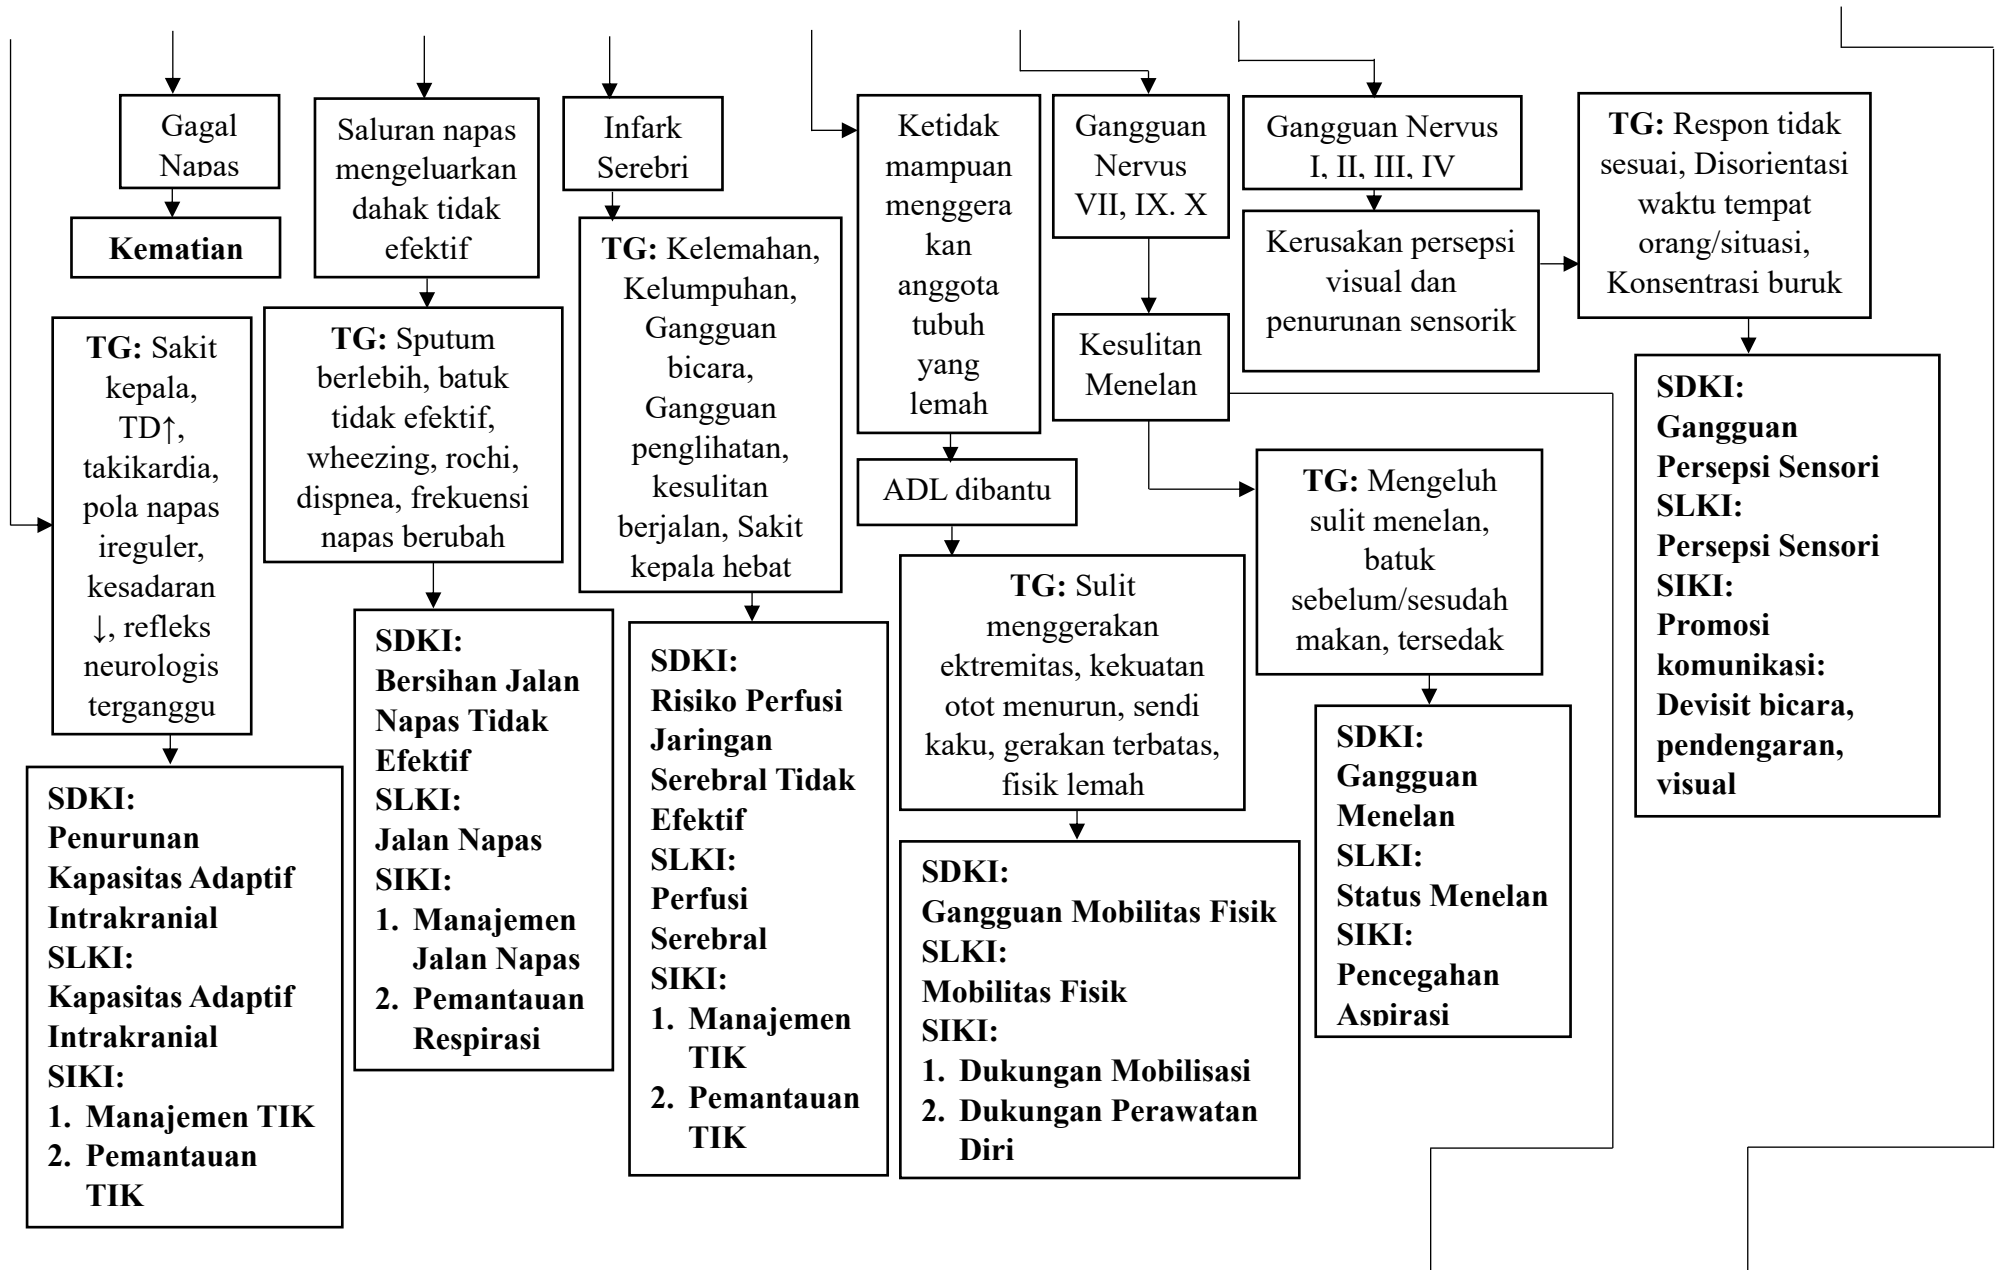 Gagal
Napas
Kematian
TG: Sakit
kepala,
TD↑,
takikardia,
pola napas
ireguler,
kesadaran
↓, refleks
neurologis
terganggu
SDKI:
Penurunan
Kapasitas Adaptif
Intrakranial
SLKI:
Kapasitas Adaptif
Intrakranial
SIKI:
1. Manajemen TIK
2. Pemantauan
TIK
Saluran napas
mengeluarkan
dahak tidak
efektif
TG: Sputum
berlebih, batuk
tidak efektif,
wheezing, rochi,
dispnea, frekuensi
napas berubah
SDKI:
Bersihan Jalan
Napas Tidak
Efektif
SLKI:
Jalan Napas
SIKI:
1. Manajemen
Jalan Napas
2. Pemantauan
Respirasi
Infark
Serebri
TG: Kelemahan,
Kelumpuhan,
Gangguan
bicara,
Gangguan
penglihatan,
kesulitan
berjalan, Sakit
kepala hebat
SDKI:
Risiko Perfusi
Jaringan
Serebral Tidak
Efektif
SLKI:
Perfusi
Serebral
SIKI:
1. Manajemen
TIK
2. Pemantauan
TIK
Ketidak
mampuan
menggera
kan
anggota
tubuh
yang
lemah
ADL dibantu
TG: Sulit
menggerakan
ektremitas, kekuatan
otot menurun, sendi
kaku, gerakan terbatas,
fisik lemah
SDKI:
Gangguan Mobilitas Fisik
SLKI:
Mobilitas Fisik
SIKI:
1. Dukungan Mobilisasi
2. Dukungan Perawatan
Diri
Gangguan
Nervus
VII, IX. X
Kesulitan
Menelan
TG: Mengeluh
sulit menelan,
batuk
sebelum/sesudah
makan, tersedak
SDKI:
Gangguan
Menelan
SLKI:
Status Menelan
SIKI:
Pencegahan
Aspirasi
Gangguan Nervus
I, II, III, IV
Kerusakan persepsi
visual dan
penurunan sensorik
TG: Respon tidak
sesuai, Disorientasi
waktu tempat
orang/situasi,
Konsentrasi buruk
SDKI:
Gangguan
Persepsi Sensori
SLKI:
Persepsi Sensori
SIKI:
Promosi
komunikasi:
Devisit bicara,
pendengaran,
visual